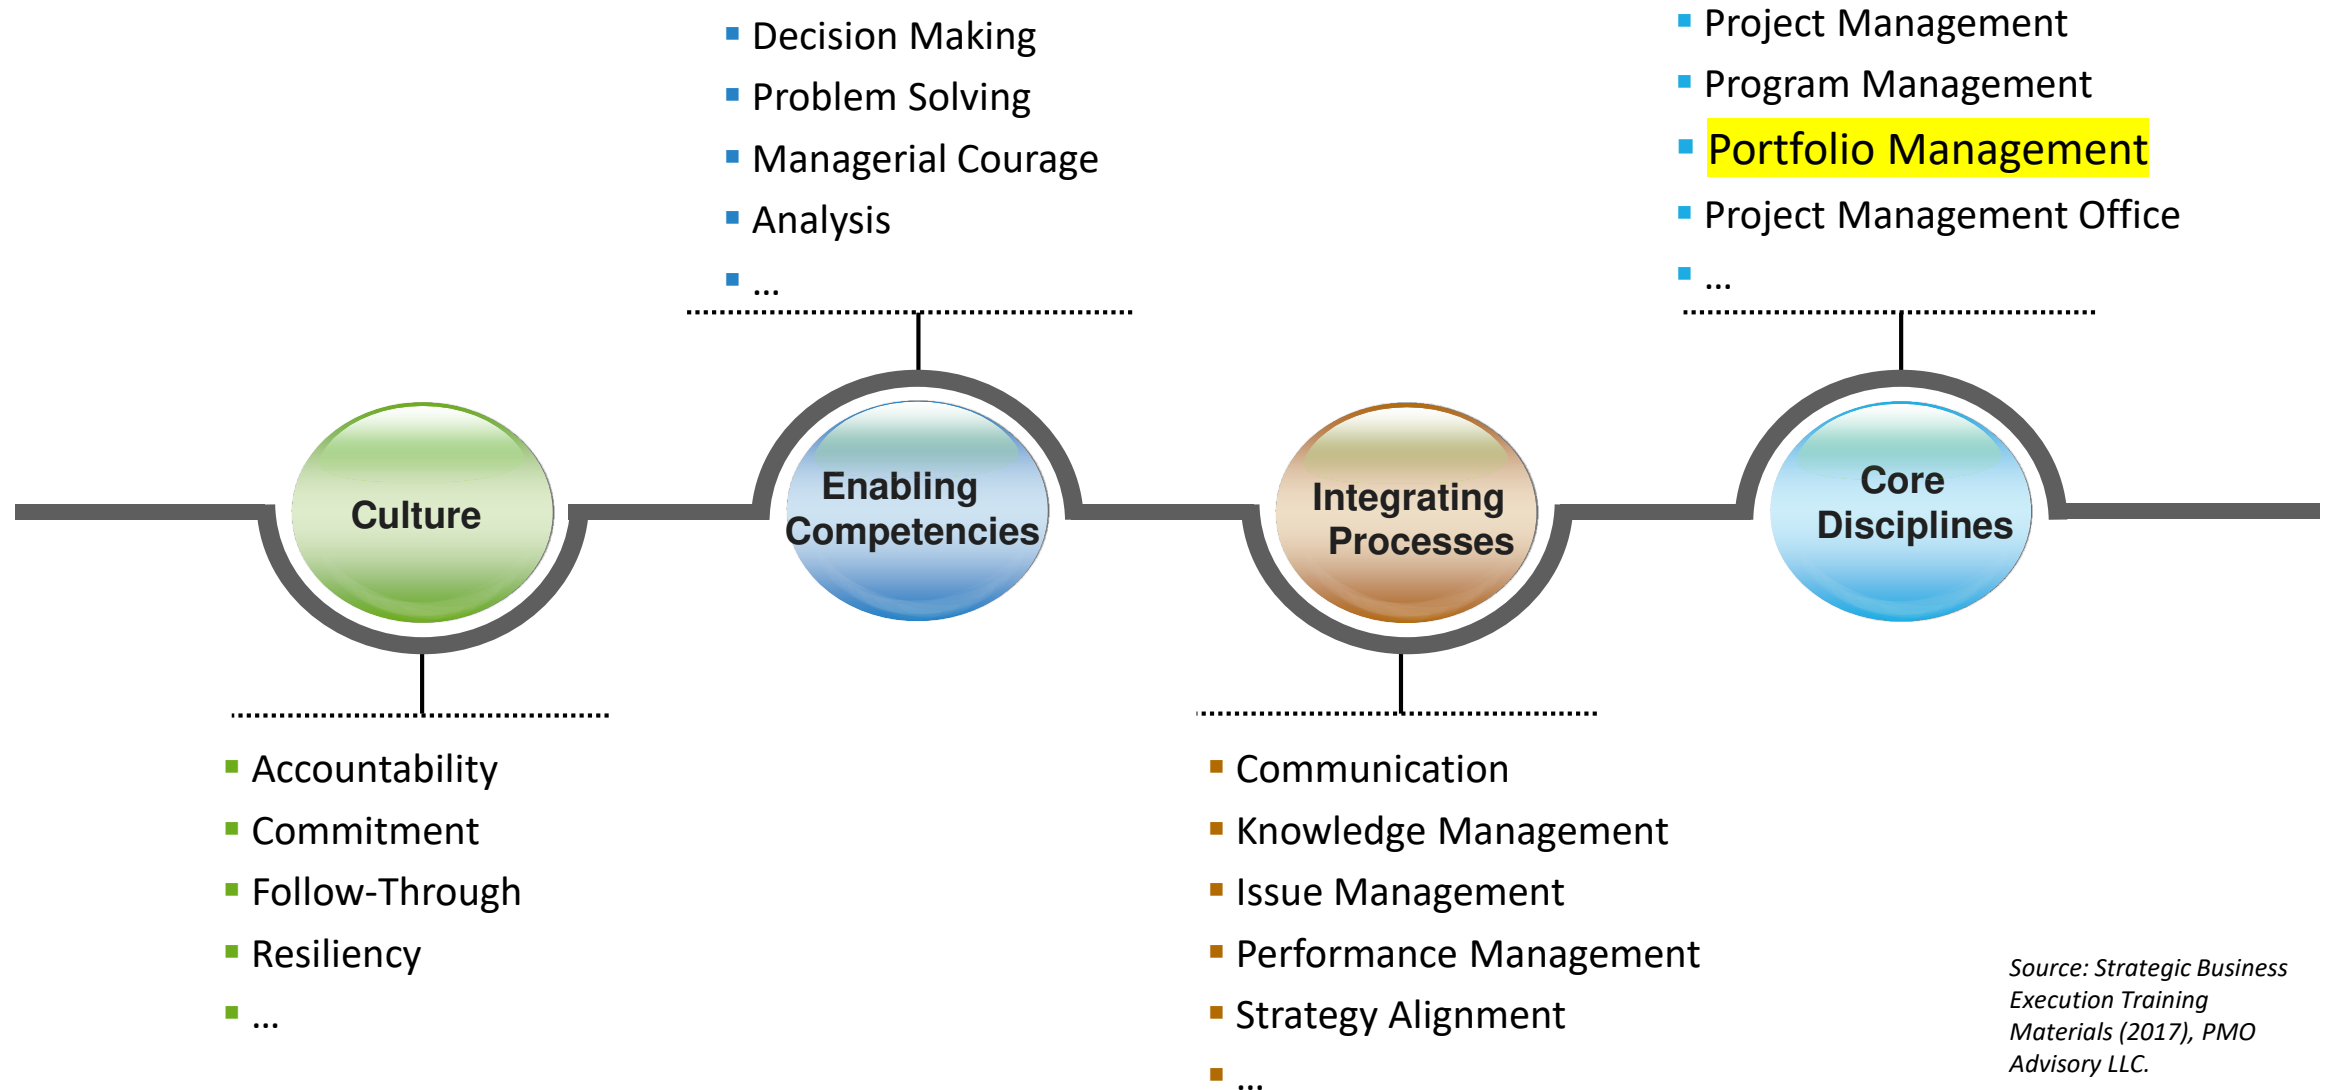 Decision Making
Problem Solving
Managerial Courage
Analysis
...
Project Management
Program Management
Portfolio Management
Project Management Office
...
Culture
Enabling
Competencies
Integrating
Processes
Core
Disciplines
Accountability
Commitment
Follow-Through
Resiliency
...
Communication
Knowledge Management
Issue Management
Performance Management
Strategy Alignment
...
Source: Strategic Business
Execution Training
Materials (2017), PMO
Advisory LLC.